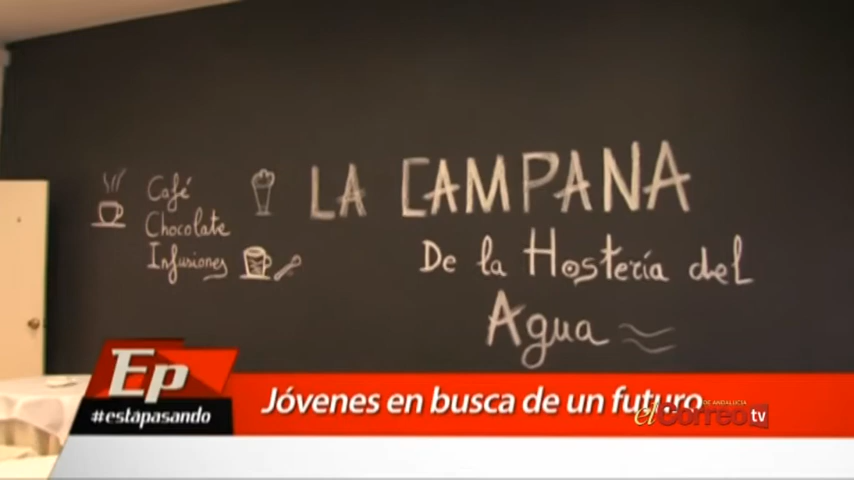 LA CAMPANA
De la Hostería del
Agua
Café
Chocolate
Infusiones
Ep
#estapasando
Jóvenes en busca de un futuro
el Correo tv
DE ANDALUCIA